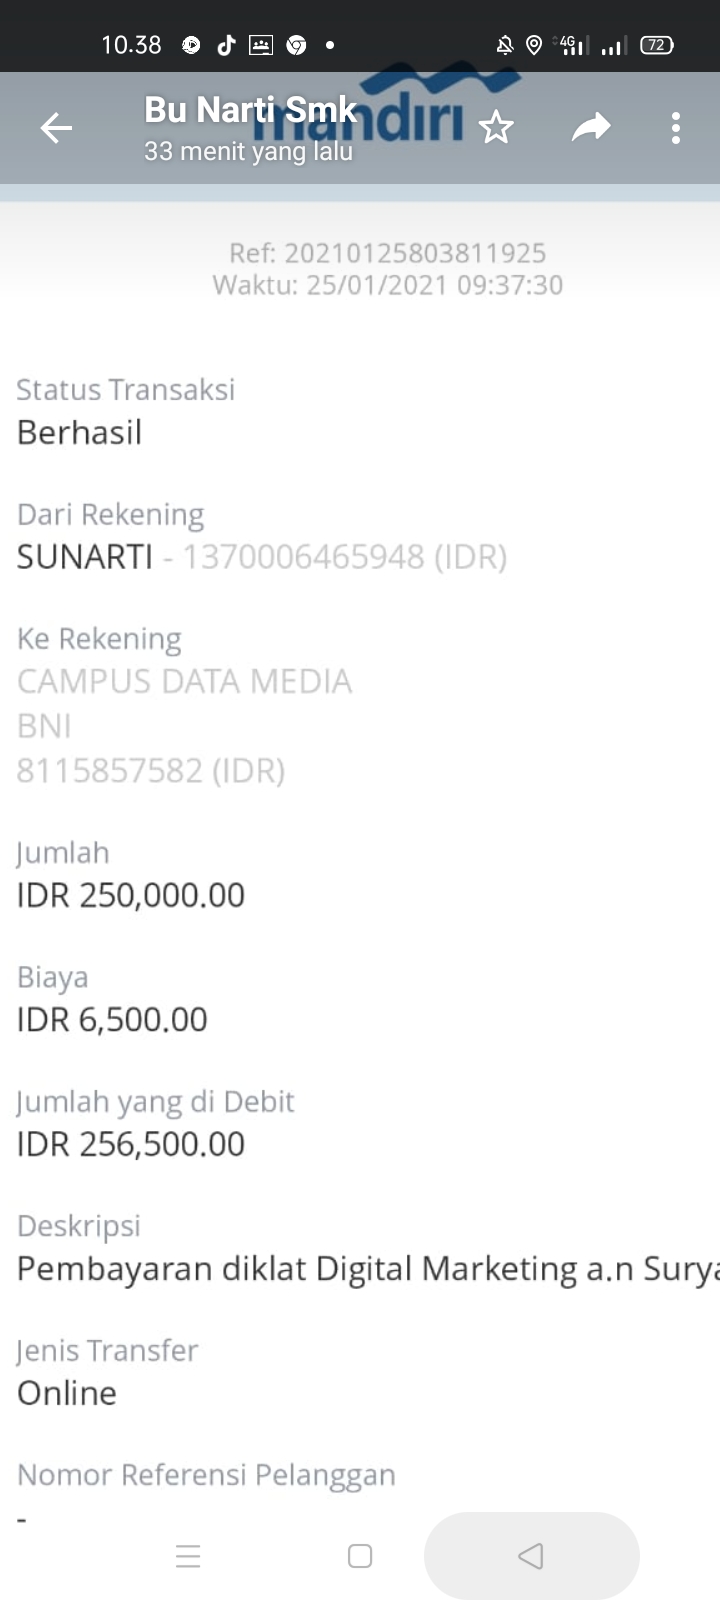 10.38
4G
72
mandiri
Bu Narti Smk
33 menit yang lalu
Ref: 20210125803811925
Waktu: 25/01/2021 09:37:30
Status Transaksi
Berhasil
Dari Rekening
SUNARTI - 1370006465948 (IDR)
Ke Rekening
CAMPUS DATA MEDIA
BNI
8115857582 (IDR)
Jumlah
IDR 250,000.00
Biaya
IDR 6,500.00
Jumlah yang di Debit
IDR 256,500.00
Deskripsi
Pembayaran diklat Digital Marketing a.n Surya
Jenis Transfer
Online
Nomor Referensi Pelanggan
-